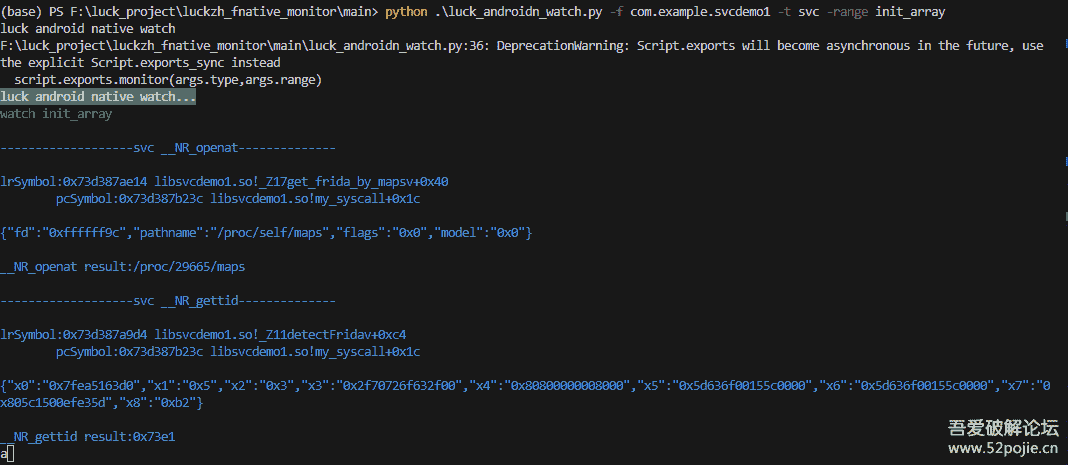 (base) PS F:\luck_project\luckzh_fnative_monitor\main> python .\luck_androidn_watch.py -f com.example.svcdemo1 -t svc -range init_array
luck android native watch
F:\luck_project\luckzh_fnative_monitor\main\luck_androidn_watch.py:36: DeprecationWarning: Script.exports will become asynchronous in the future, use
the explicit Script.exports_sync instead
  script.exports.monitor(args.type,args.range)
luck android native watch...
watch init_array
-------------------svc __NR_openat--------------
lrSymbol:0x73d387ae14 libsvcdemo1.so!_Z17get_frida_by_mapsv+0x40
pcSymbol:0x73d387b23c libsvcdemo1.so!my_syscall+0x1c
{"fd":"0xffffff9c","pathname":"/proc/self/maps","flags":"0x0","model":"0x0"}
__NR_openat result:/proc/29665/maps
-------------------svc __NR_gettid--------------
lrSymbol:0x73d387a9d4 libsvcdemo1.so!_Z11detectFridav+0xc4
pcSymbol:0x73d387b23c libsvcdemo1.so!my_syscall+0x1c
{"x0":"0x7fea5163d0","x1":"0x5","x2":"0x3","x3":"0x2f70726f632f00","x4":"0x80800000008000","x5":"0x5d636f00155c0000","x6":"0x5d636f00155c0000","x7":"0
x805c1500efe35d","x8":"0xb2"}
__NR_gettid result:0x73e1
a
吾爱破解论坛
www.52pojie.cn